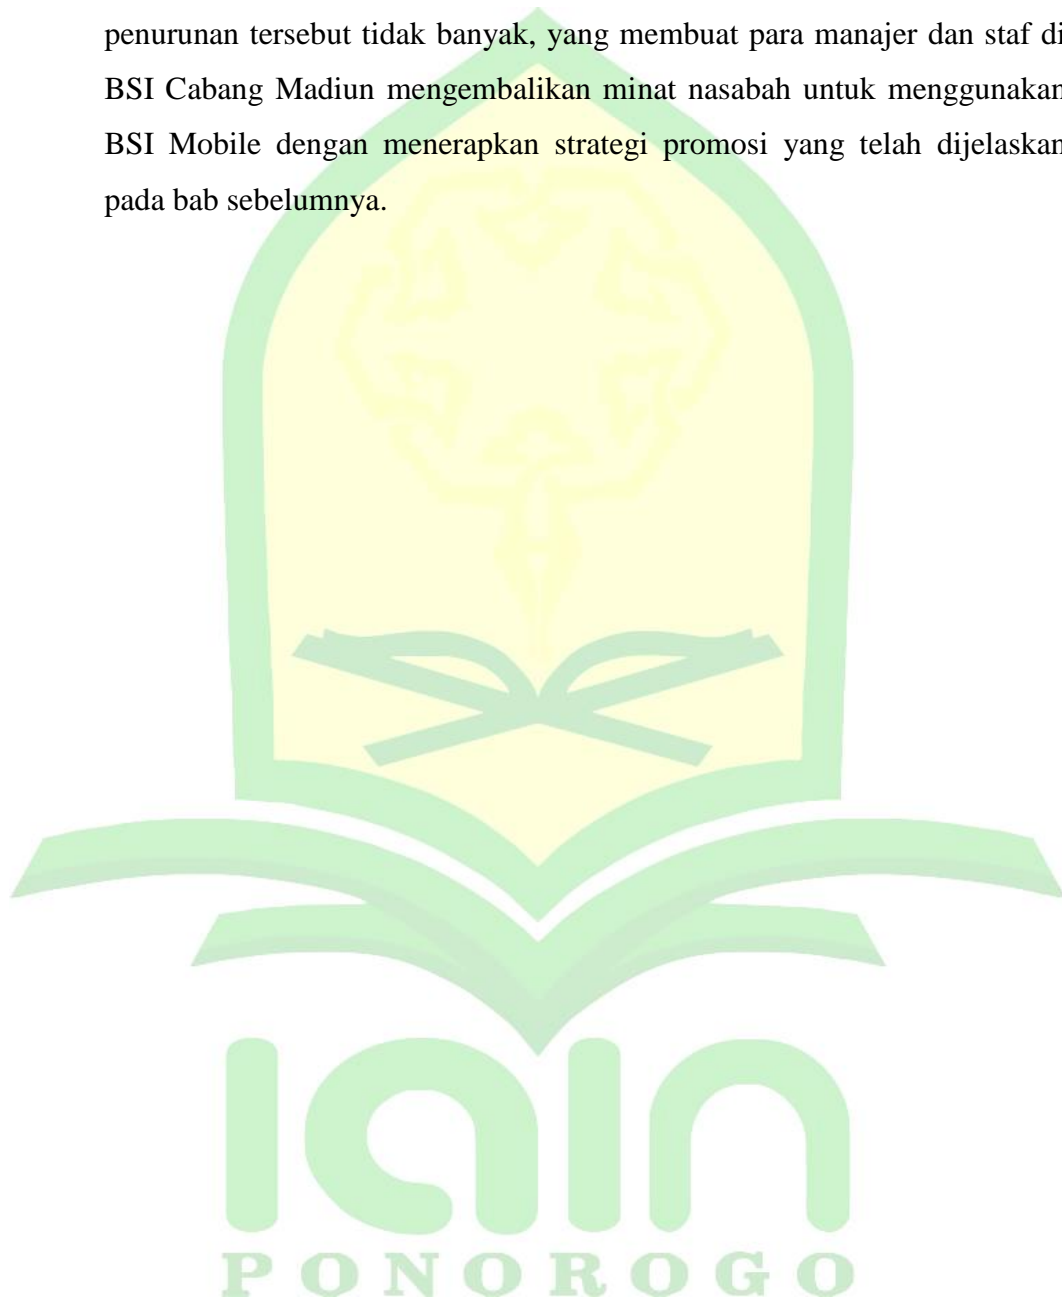 penurunan tersebut tidak banyak, yang membuat para manajer dan staf di
BSI Cabang Madiun mengembalikan minat nasabah untuk menggunakan
BSI Mobile dengan menerapkan strategi promosi yang telah dijelaskan
pada bab sebelumnya.
iain
PONOROGO